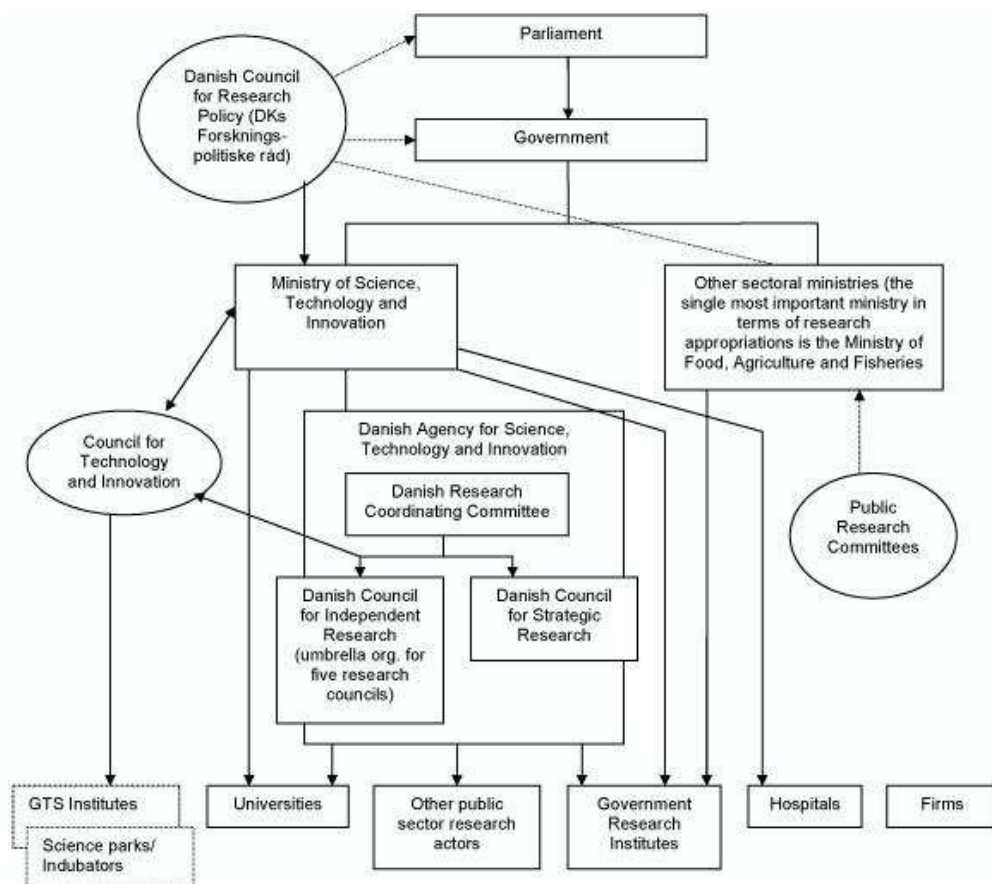 Parliament
Danish Council
for Research
Policy (DKs
Forsknings-
politiske råd)
Government
Ministry of Science,
Technology and
Innovation
Other sectoral ministries (the
single most important ministry in
terms of research
appropriations is the Ministry of
Food, Agriculture and Fisheries
Council for
Technology
and Innovation
Danish Agency for Science,
Technology and Innovation
Danish Research
Coordinating Committee
Public
Research
Committees
Danish Council
for Independent
Research
(umbrella org. for
five research
councils)
Danish Council
for Strategic
Research
GTS Institutes
Science parks/
Indubators
Universities
Other public
sector research
actors
Government
Research
Institutes
Hospitals
Firms